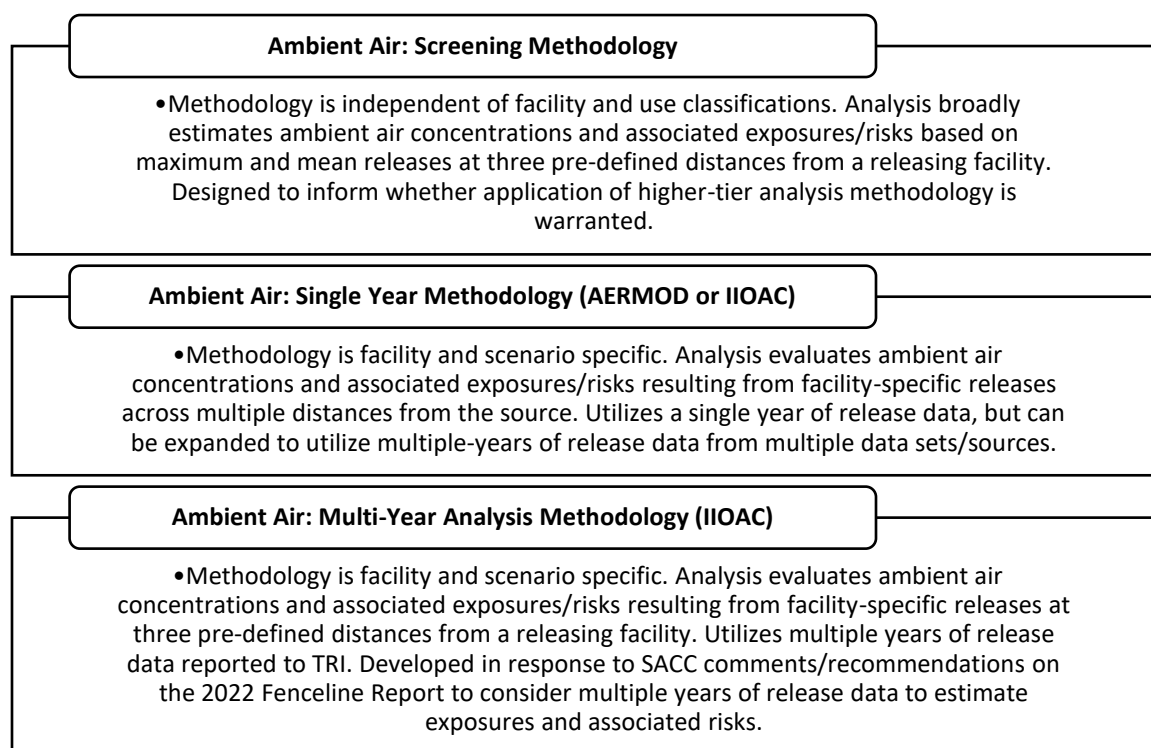 Ambient Air: Screening Methodology
•Methodology is independent of facility and use classifications. Analysis broadly
estimates ambient air concentrations and associated exposures/risks based on
maximum and mean releases at three pre-defined distances from a releasing facility.
Designed to inform whether application of higher-tier analysis methodology is
warranted.
Ambient Air: Single Year Methodology (AERMOD or IIOAC)
•Methodology is facility and scenario specific. Analysis evaluates ambient air
concentrations and associated exposures/risks resulting from facility-specific releases
across multiple distances from the source. Utilizes a single year of release data, but can
be expanded to utilize multiple-years of release data from multiple data sets/sources.
Ambient Air: Multi-Year Analysis Methodology (IIOAC)
•Methodology is facility and scenario specific. Analysis evaluates ambient air
concentrations and associated exposures/risks resulting from facility-specific releases at
three pre-defined distances from a releasing facility. Utilizes multiple years of release
data reported to TRI. Developed in response to SACC comments/recommendations on
the 2022 Fenceline Report to consider multiple years of release data to estimate
exposures and associated risks.